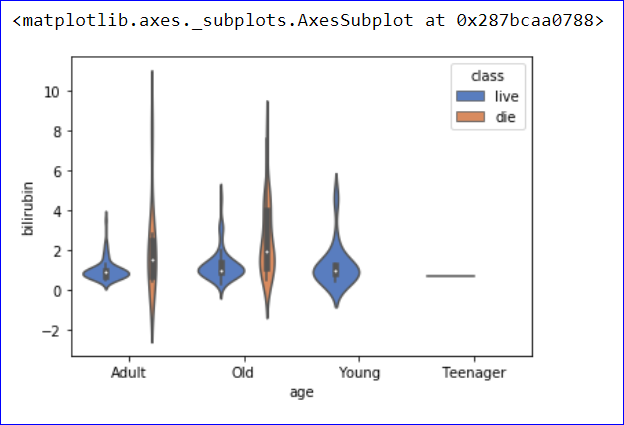 <matplotlib.axes._subplots.AxesSubplot at 0x287bcaa0788>
class
live
die
10
8
6
4
2
0
−2
bilirubin
Adult Old Young Teenager
age